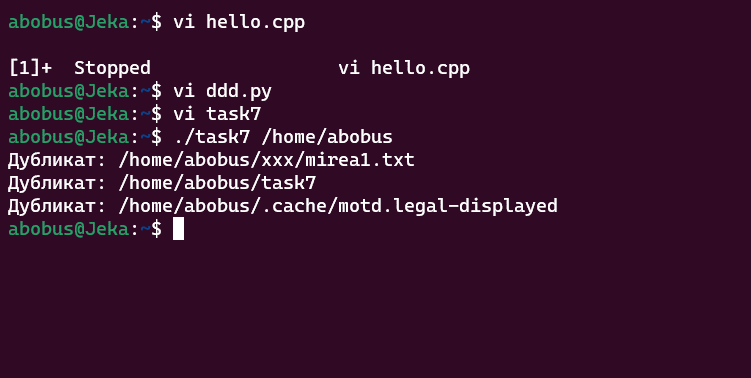 abobus@Jeka:~$ vi hello.cpp
[1]+  Stopped                 vi hello.cpp
abobus@Jeka:~$ vi ddd.py
abobus@Jeka:~$ vi task7
abobus@Jeka:~$ ./task7 /home/abobus
Дубликат: /home/abobus/xxx/mirea1.txt
Дубликат: /home/abobus/task7
Дубликат: /home/abobus/.cache/motd.legal-displayed
abobus@Jeka:~$